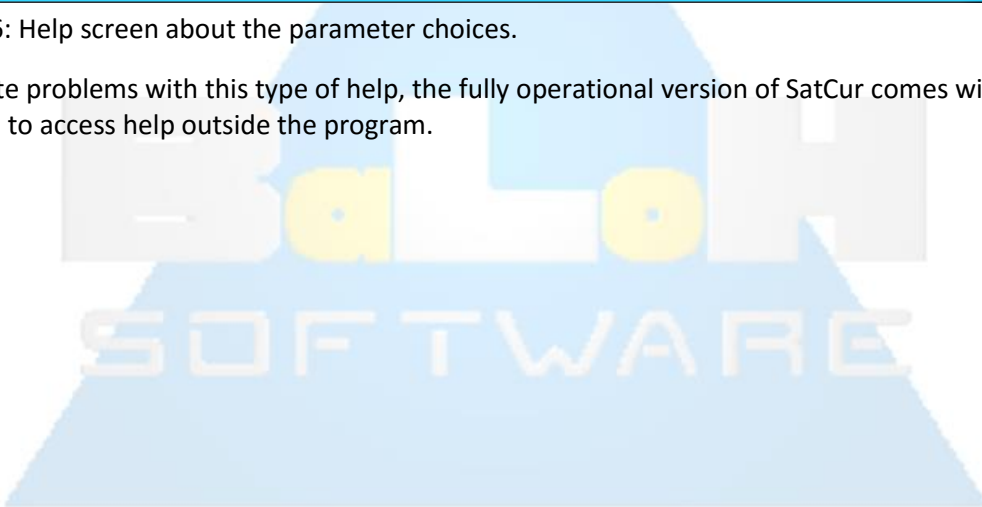 : Help screen about the parameter choices.
te problems with this type of help, the fully operational version of SatCur comes wi
to access help outside the program.
BaLoH
SOFTWARE